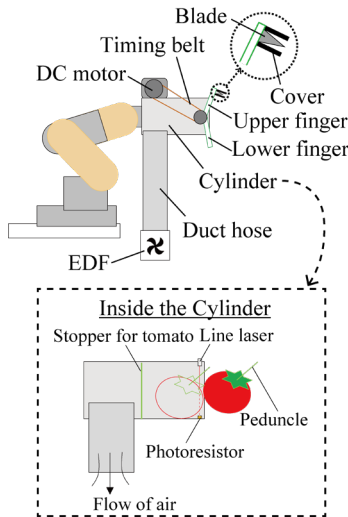 Blade
Timing belt
DC motor
Cover
Upper finger
Lower finger
Cylinder
Duct hose
EDF
Inside the Cylinder
Stopper for tomato Line laser
Peduncle
Photoresistor
Flow of air